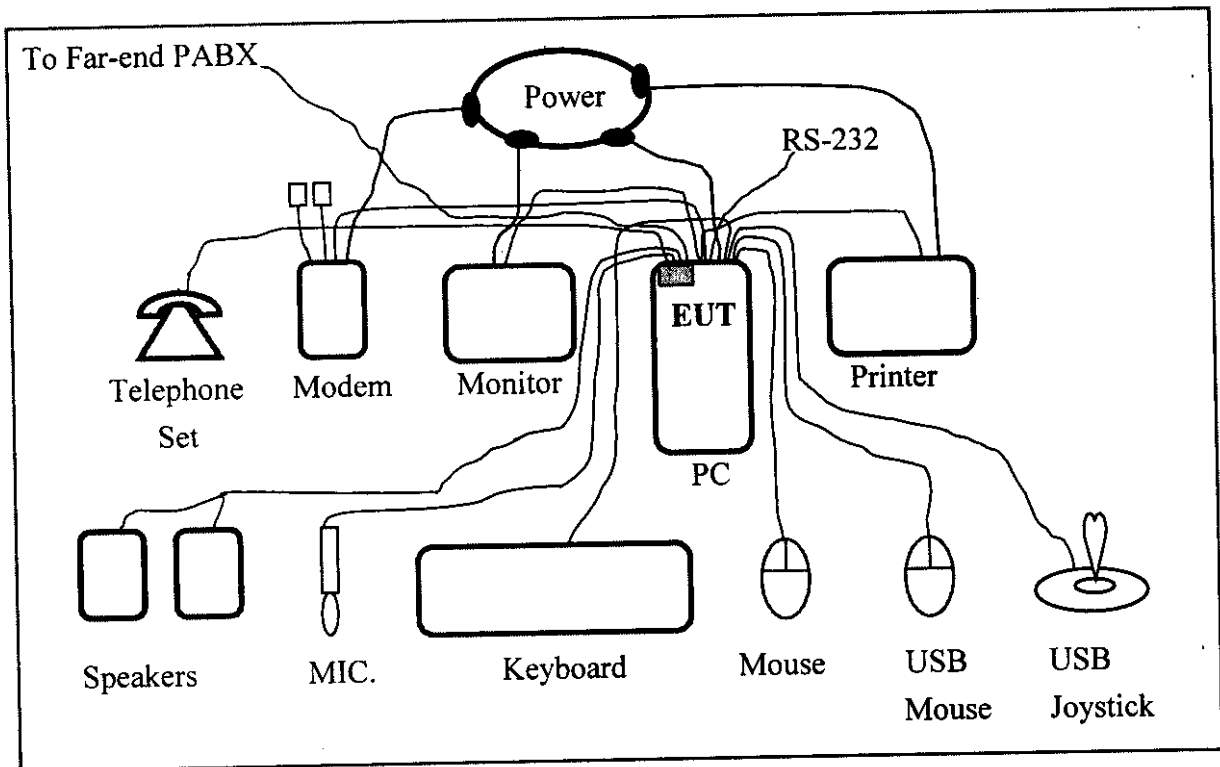 To Far-end PABX
Power
RS-232
EUT
Telephone
Set
Modem
Monitor
PC
Printer
Speakers
MIC.
Keyboard
Mouse
USB
Mouse
USB
Joystick